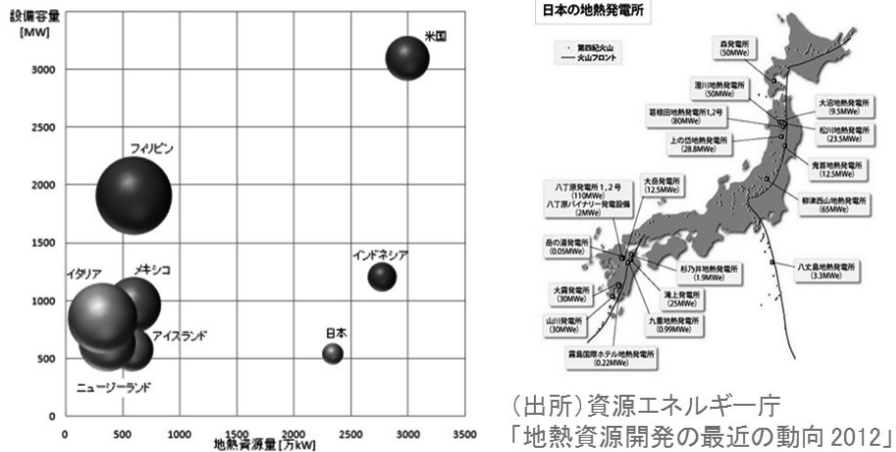 設備容量
[MW]
3500
3000
2500
2000
1500
1000
500
0
0
500
1000
1500
2000
2500
3000
3500
地熱資源量 [万kW]
米国
フィリピン
インドネシア
イタリア
メキシコ
アイスランド
日本
ニュージーランド
日本の地熱発電所
第四紀火山
火山フロント
森発電所
(50MWe)
澄川地熱発電所
(50MWe)
大沼地熱発電所
(9.5MWe)
葛根田地熱発電所1,2号
(80MWe)
松川地熱発電所
(23.5MWe)
上の岱地熱発電所
(28.8MWe)
鬼首地熱発電所
(12.5MWe)
柳津西山地熱発電所
(65MWe)
八丁原発電所1,2号
(110MWe)
八丁原バイナリー発電設備
(2MWe)
大岳発電所
(12.5MWe)
岳の湯発電所
(0.05MWe)
杉乃井地熱発電所
(1.9MWe)
八丈島地熱発電所
(3.3MWe)
大霧発電所
(30MWe)
滝上発電所
(25MWe)
山川発電所
(30MWe)
九重地熱発電所
(0.99MWe)
霧島国際ホテル地熱発電所
(0.22MWe)
(出所)資源エネルギー庁
「地熱資源開発の最近の動向 2012」